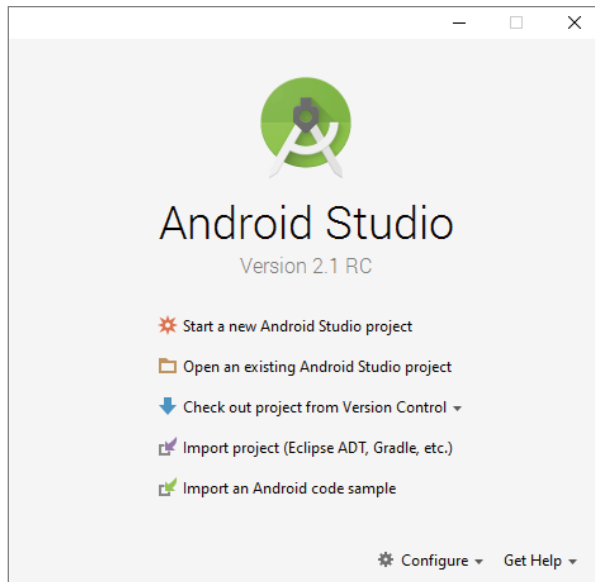 Android Studio
Version 2.1 RC
Start a new Android Studio project
Open an existing Android Studio project
Check out project from Version Control
Import project (Eclipse ADT, Gradle, etc.)
Import an Android code sample
Configure Get Help